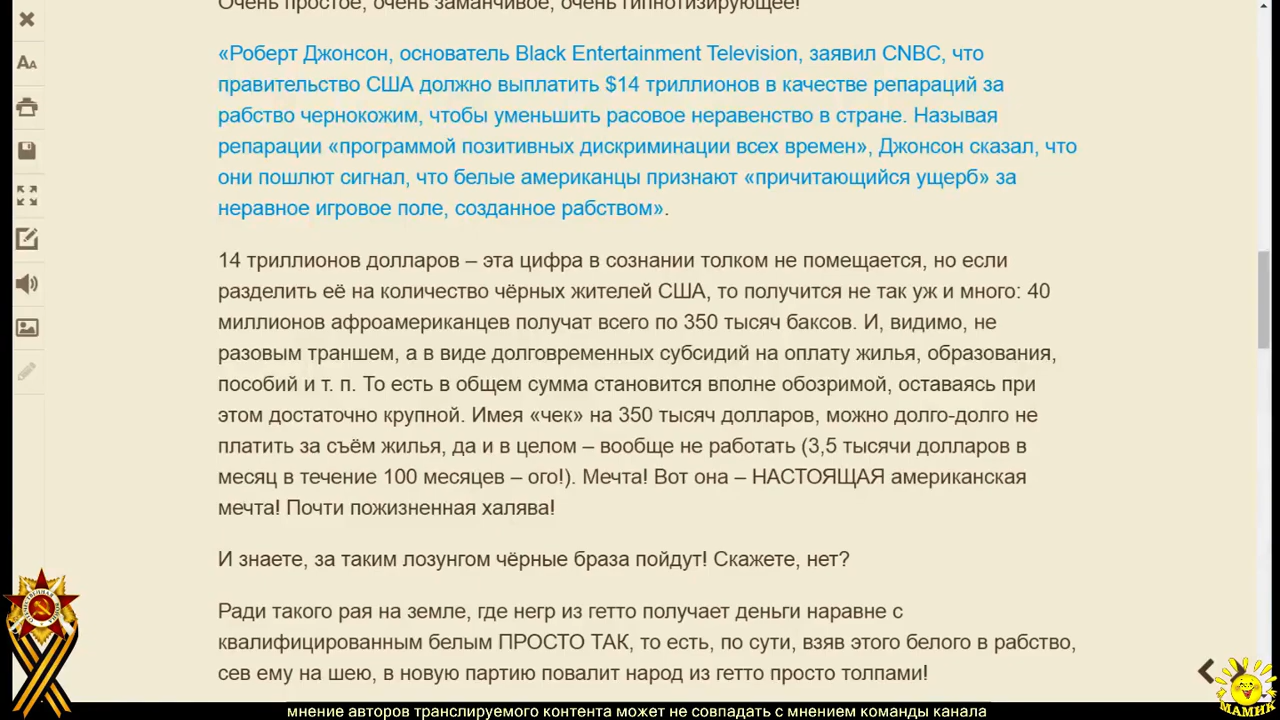 Очень простое, очень заманчивое, очень гипнотизирующее!
«Роберт Джонсон, основатель Black Entertainment Television, заявил CNBC, что
правительство США должно выплатить $14 триллионов в качестве репараций за
рабство чернокожим, чтобы уменьшить расовое неравенство в стране. Называя
репарации «программой позитивных дискриминации всех времен», Джонсон сказал, что
они пошлют сигнал, что белые американцы признают «причитающийся ущерб» за
неравное игровое поле, созданное рабством».
14 триллионов долларов – эта цифра в сознании толком не помещается, но если
разделить её на количество чёрных жителей США, то получится не так уж и много: 40
миллионов афроамериканцев получат всего по 350 тысяч баксов. И, видимо, не
разовым траншем, а в виде долговременных субсидий на оплату жилья, образования,
пособий и т. п. То есть в общем сумма становится вполне обозримой, оставаясь при
этом достаточно крупной. Имея «чек» на 350 тысяч долларов, можно долго-долго не
платить за съём жилья, да и в целом – вообще не работать (3,5 тысячи долларов в
месяц в течение 100 месяцев – ого!). Мечта! Вот она – НАСТОЯЩАЯ американская
мечта! Почти пожизненная халява!
И знаете, за таким лозунгом чёрные браза пойдут! Скажете, нет?
Ради такого рая на земле, где негр из гетто получает деньги наравне с
квалифицированным белым ПРОСТО ТАК, то есть, по сути, взяв этого белого в рабство,
сев ему на шею, в новую партию повалит народ из гетто просто толпами!
МАМИК
мнение авторов транслируемого контента может не совпадать с мнением команды канала